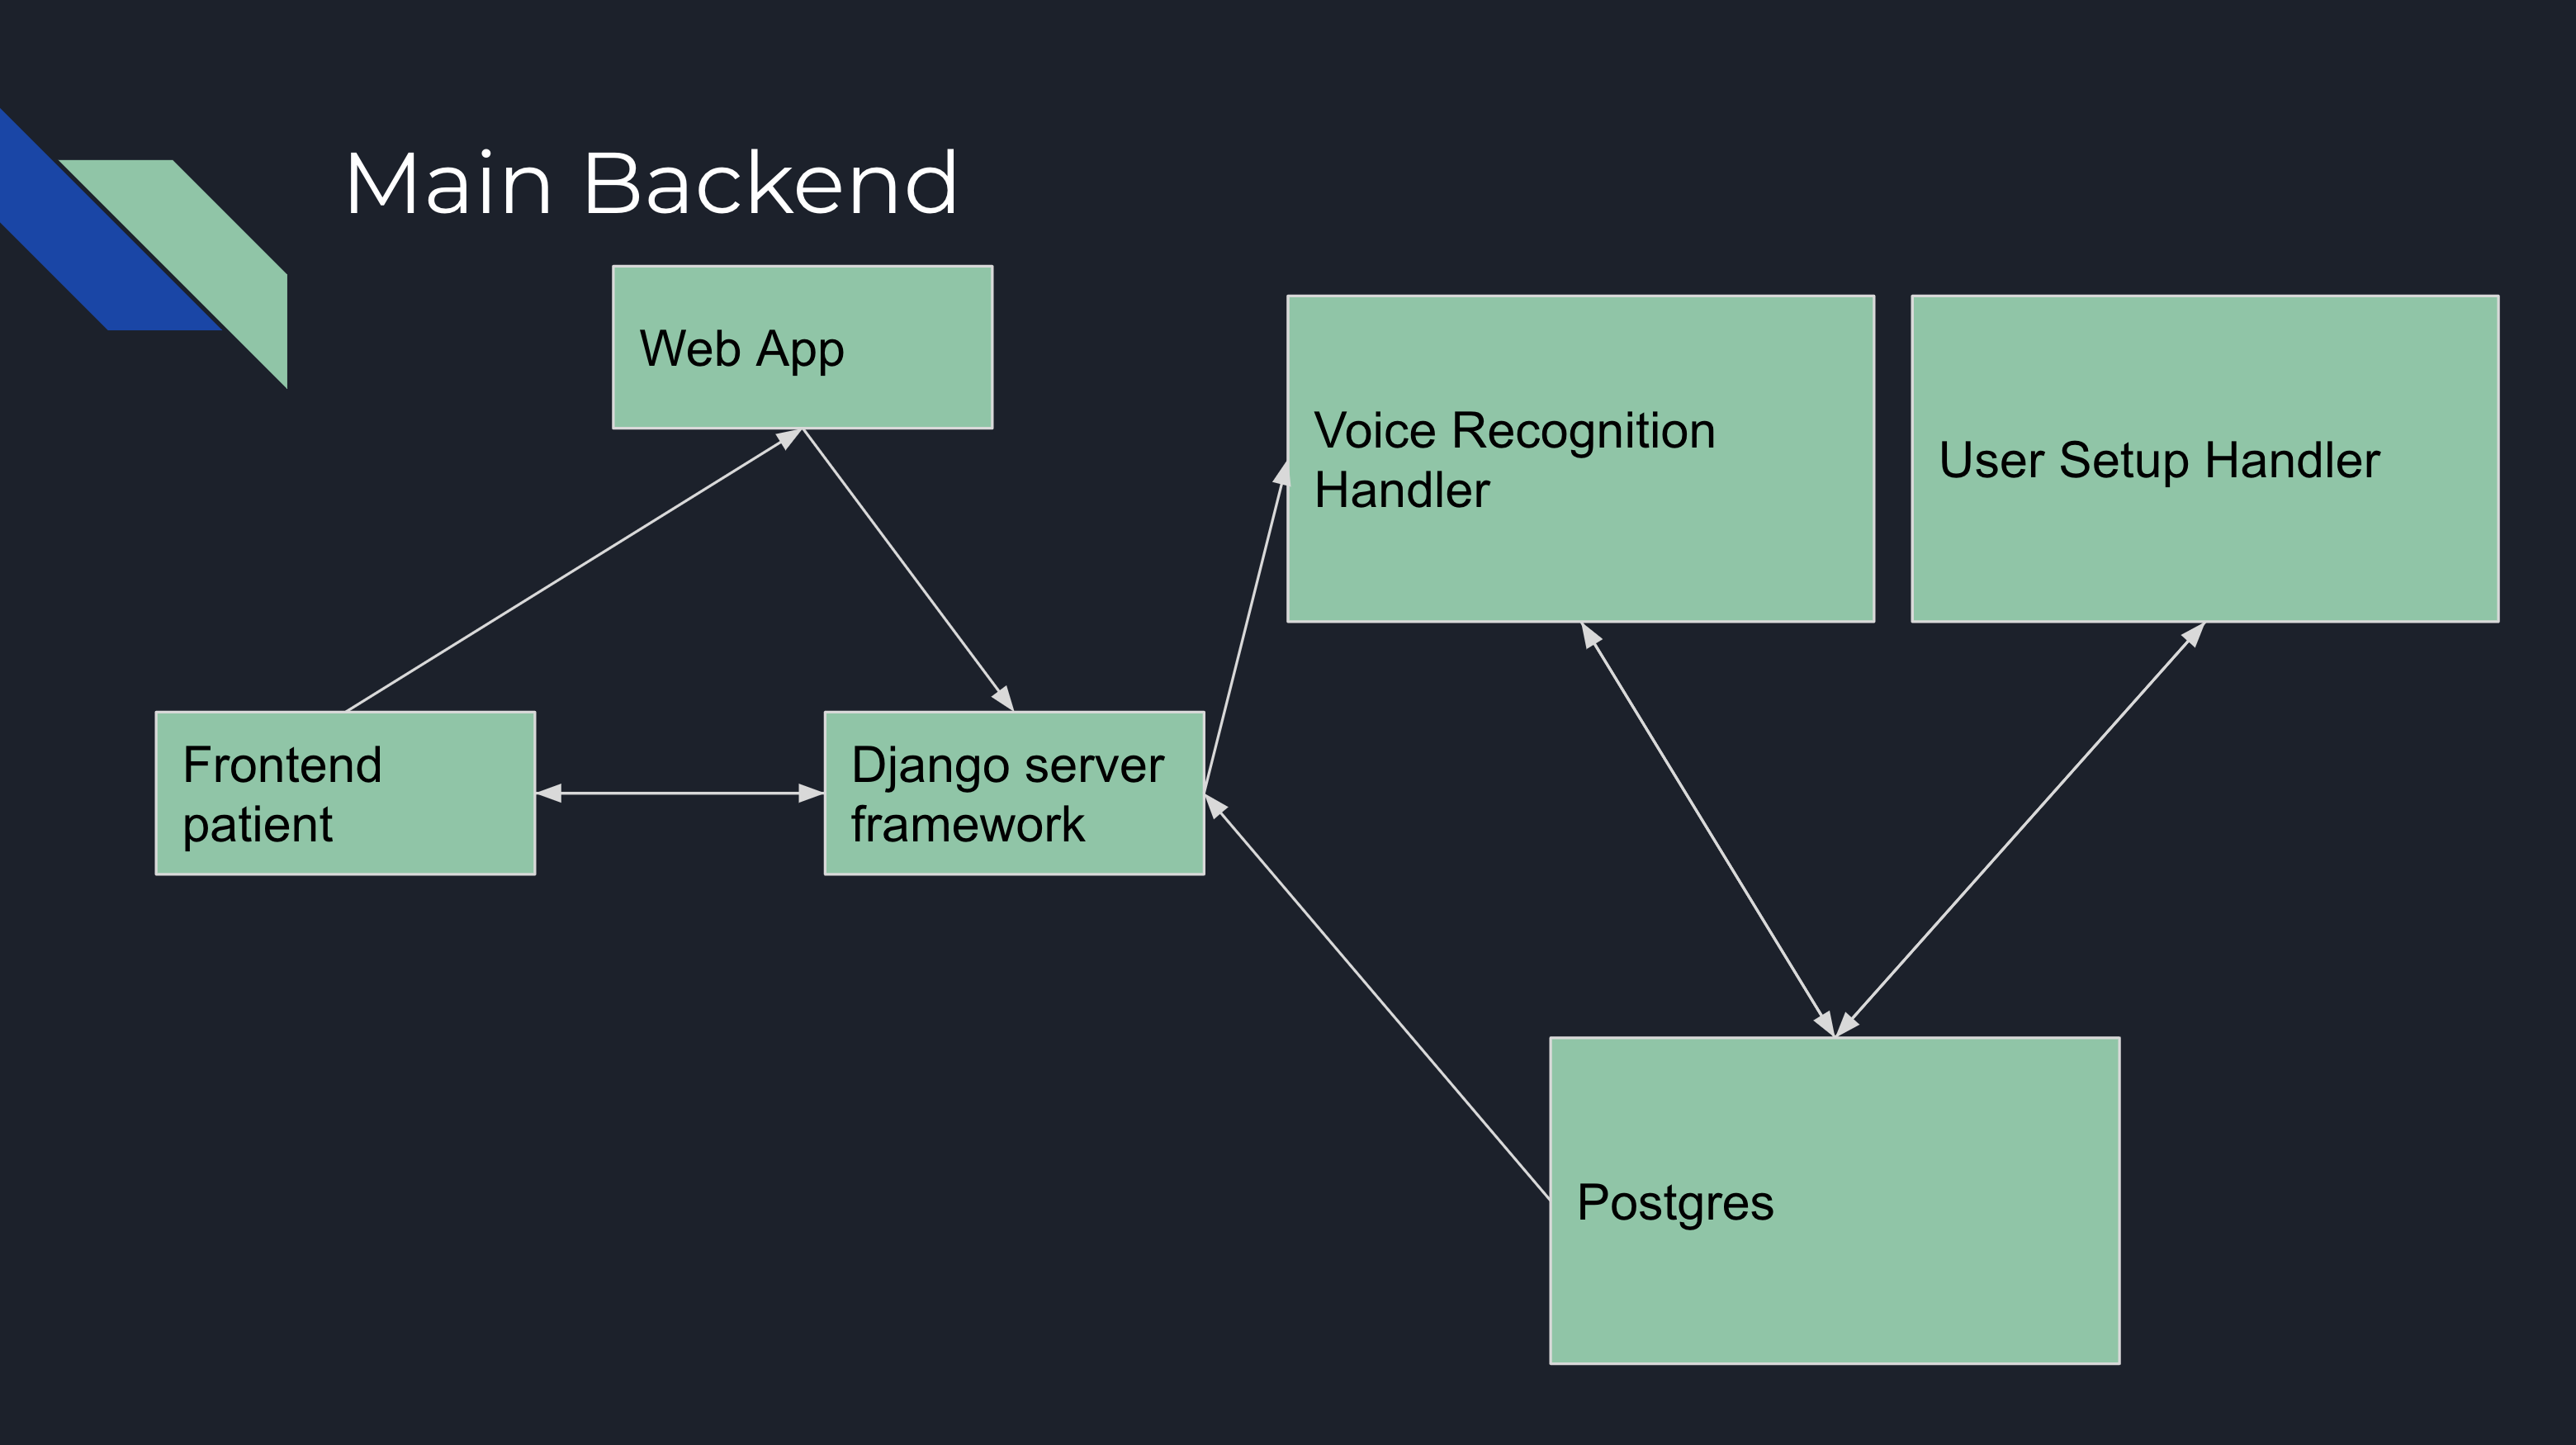 Main Backend
Web App
Voice Recognition
Handler
User Setup Handler
Frontend
patient
Django server
framework
Postgres